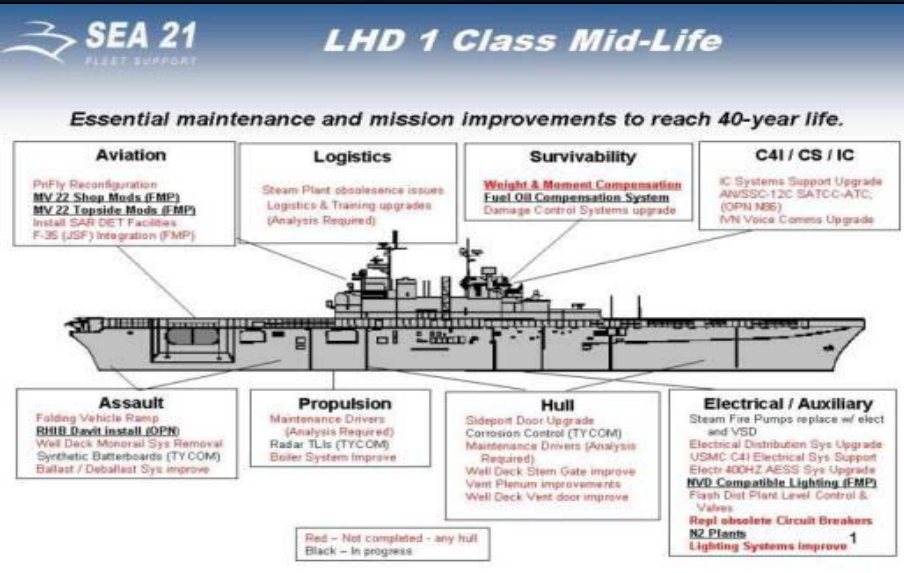 SEA 21
FLEET SUPPORT
LHD 1 Class Mid-Life
Essential maintenance and mission improvements to reach 40-year life.
Aviation
PriFly Reconfiguration
MV 22 Shop Mods (FMP)
MV 22 Topside Mods (FMP)
Install SAR DET Facilities
F-35 (JSF) Integration (FMP)
Logistics
Steam Plant obsolesence issues
Logistics & Training upgrades
(Analysis Required)
Survivability
Weight & Moment Compensation
Fuel Oil Compensation System
Damage Control Systems upgrade
C4I / CS / IC
IC Systems Support Upgrade
AN/SSC-12C SATCC-ATC;
(OPN N86)
IVN Voice Comms Upgrade
Assault
Folding Vehicle Ramp
RHIB Davit install (OPN)
Well Deck Monorail Sys Removal
Synthetic Batterboards (TYCOM)
Ballast / Deballast Sys improve
Propulsion
Maintenance Drivers
(Analysis Required)
Radar TLIs (TYCOM)
Boiler System Improve
Hull
Sideport Door Upgrade
Corrosion Control (TYCOM)
Maintenance Drivers (Analysis
Required)
Well Deck Stern Gate improve
Vent Plenum improvements
Well Deck Vent door improve
Electrical / Auxiliary
Steam Fire Pumps replace w/ elect
and VSD
Electrical Distribution Sys Upgrade
USMC C4I Electrical Sys Support
Electr 400HZ AESS Sys Upgrade
NVD Compatible Lighting (FMP)
Flash Dist Plant Level Control &
Valves
Repl obsolete Circuit Breakers
N2 Plants
Lighting Systems improve
1
Red – Not completed - any hull
Black – In progress